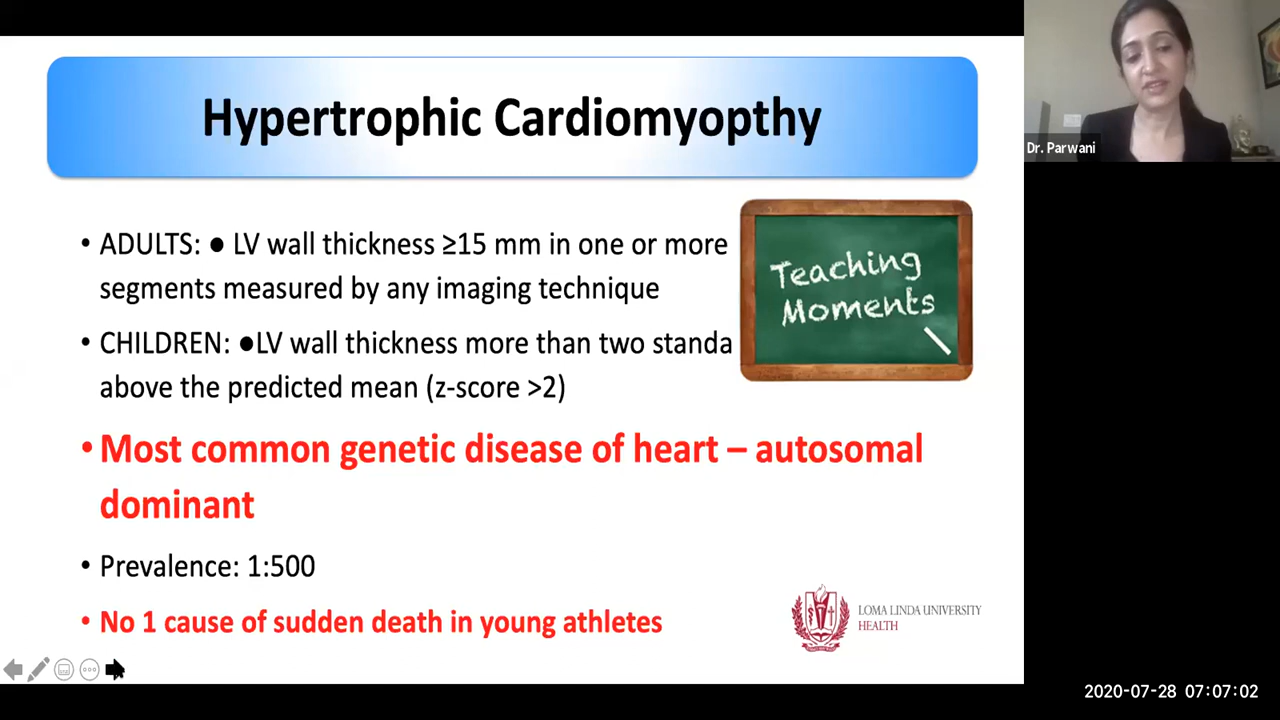 Hypertrophic Cardiomyopthy
• ADULTS: ● LV wall thickness ≥15 mm in one or more
segments measured by any imaging technique
• CHILDREN: ●LV wall thickness more than two standa
above the predicted mean (z-score >2)
Teaching
Moments
• Most common genetic disease of heart – autosomal
dominant
• Prevalence: 1:500
• No 1 cause of sudden death in young athletes
LOMA LINDA UNIVERSITY
HEALTH
Dr. Parwani
2020-07-28 07:07:02